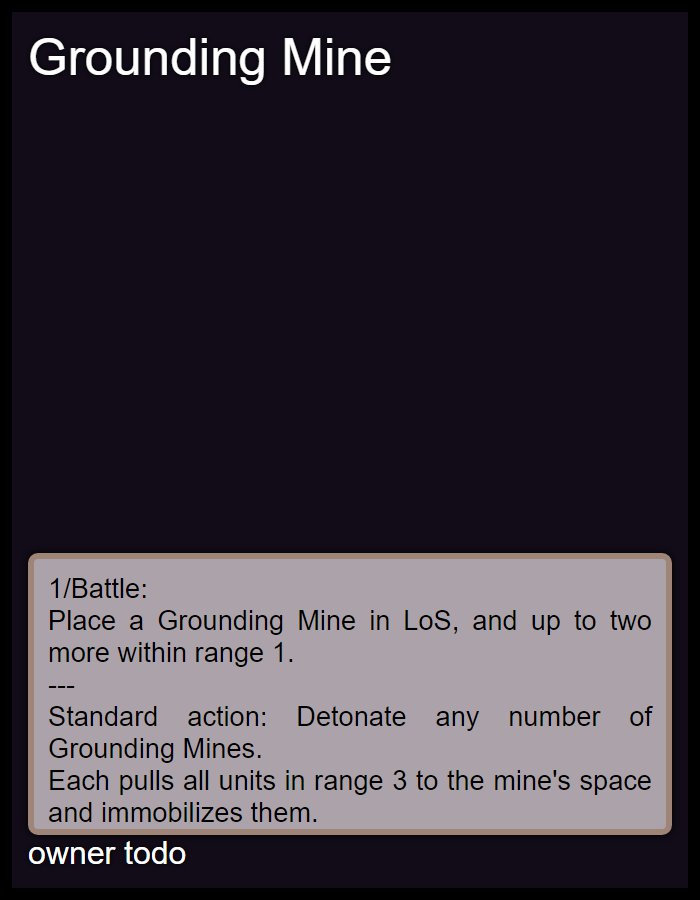 Grounding Mine
1/Battle:
Place a Grounding Mine in LoS, and up to two
more within range 1.
---
Standard action: Detonate any number of
Grounding Mines.
Each pulls all units in range 3 to the mine's space
and immobilizes them.
owner todo